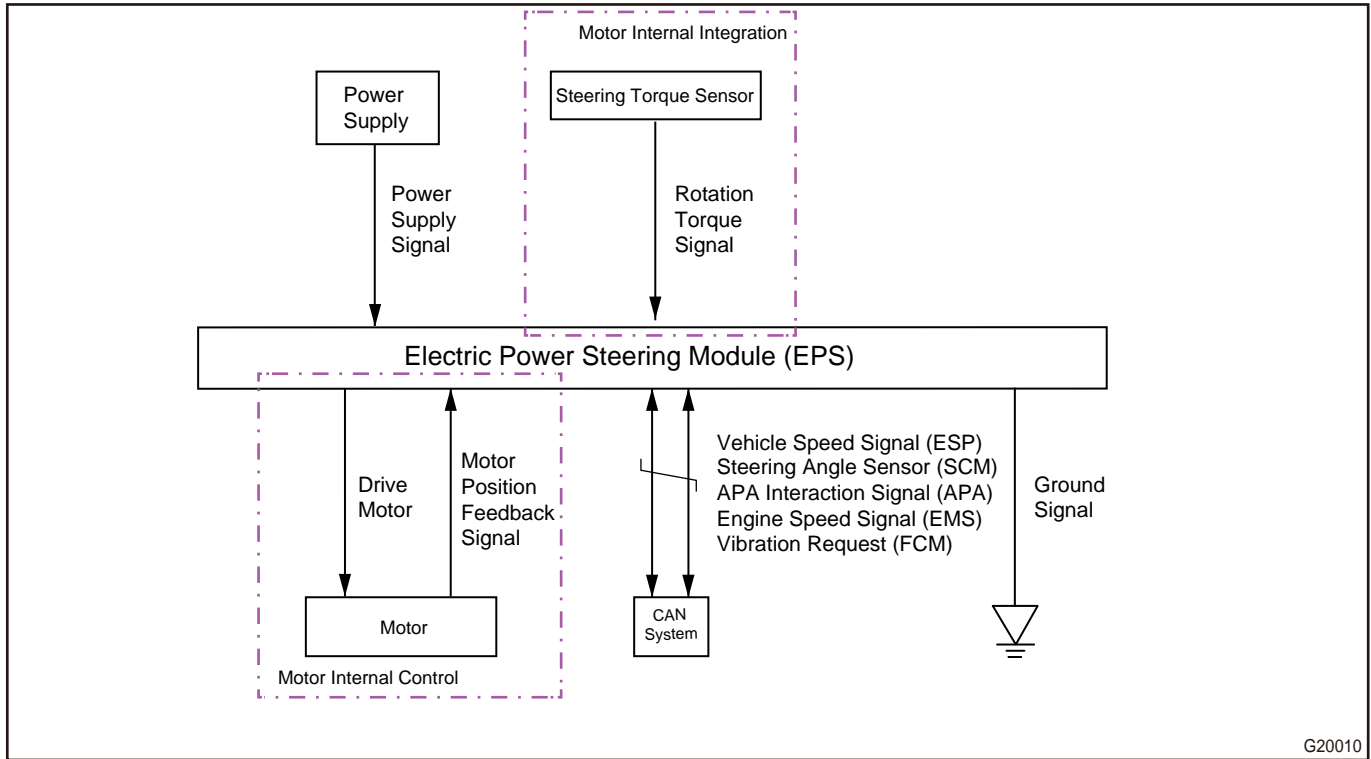 Motor Internal Integration
Power
Supply
Steering Torque Sensor
Power
Supply
Signal
Rotation
Torque
Signal
Electric Power Steering Module (EPS)
Drive
Motor
Motor
Position
Feedback
Signal
Vehicle Speed Signal (ESP)
Steering Angle Sensor (SCM)
APA Interaction Signal (APA)
Engine Speed Signal (EMS)
Vibration Request (FCM)
Ground
Signal
Motor
CAN
System
Motor Internal Control
G20010